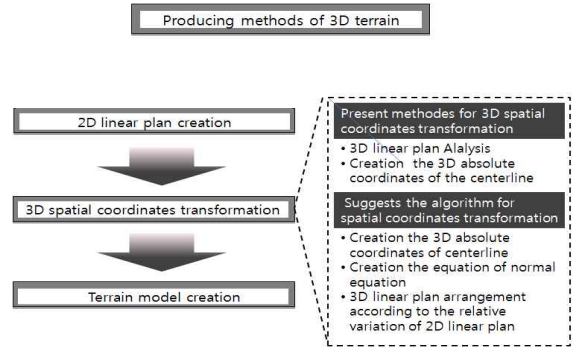 Producing methods of 3D terrain
2D linear plan creation
3D spatial coordinates transformation
Terrain model creation
Present methodes for 3D spatial
coordinates transformation
• 3D linear plan Alalysis
• Creation the 3D absolute
coordinates of the centerline
Suggests the algorithm for
spatial coordinates transformation
• Creation the 3D absolute
coordinates of centerline
• Creation the equation of normal
equation
• 3D linear plan arrangement
according to the relative
variation of 2D linear plan